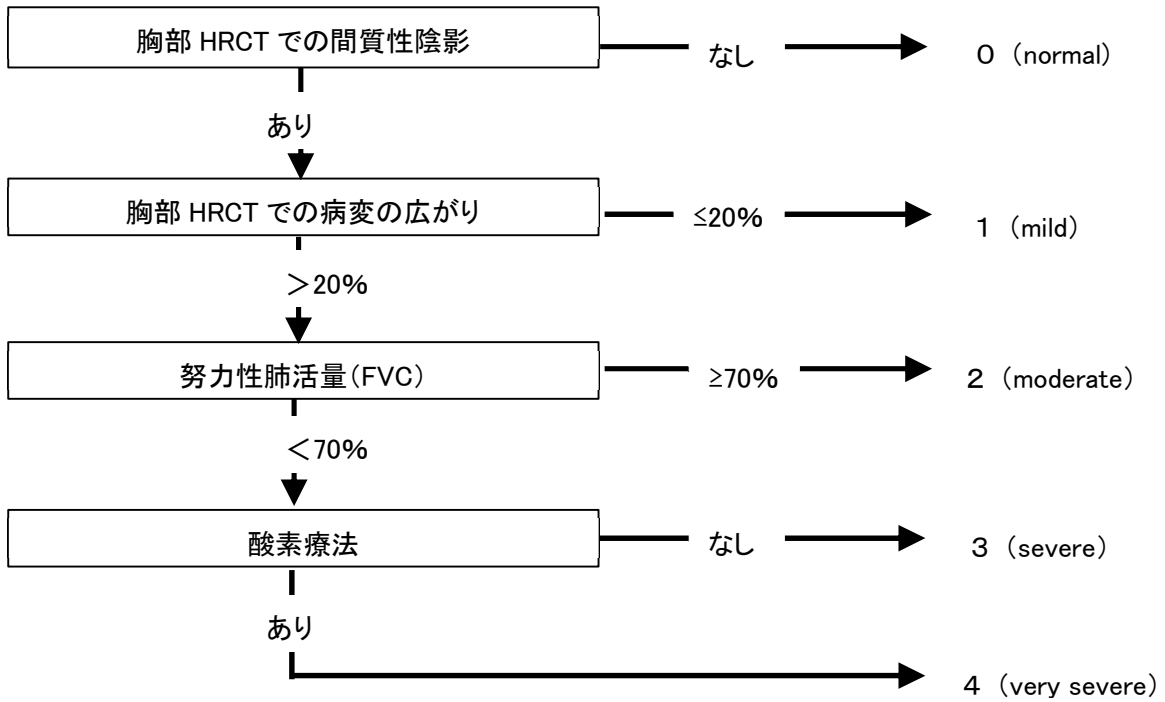 胸部 HRCT での間質性陰影
なし
０ （normal）
あり
胸部 HRCT での病変の広がり
≤20%
１ （mild）
＞20%
努力性肺活量（FVC）
≥70%
２ （moderate）
＜70%
酸素療法
なし
３ （severe）
あり
４ （very severe）